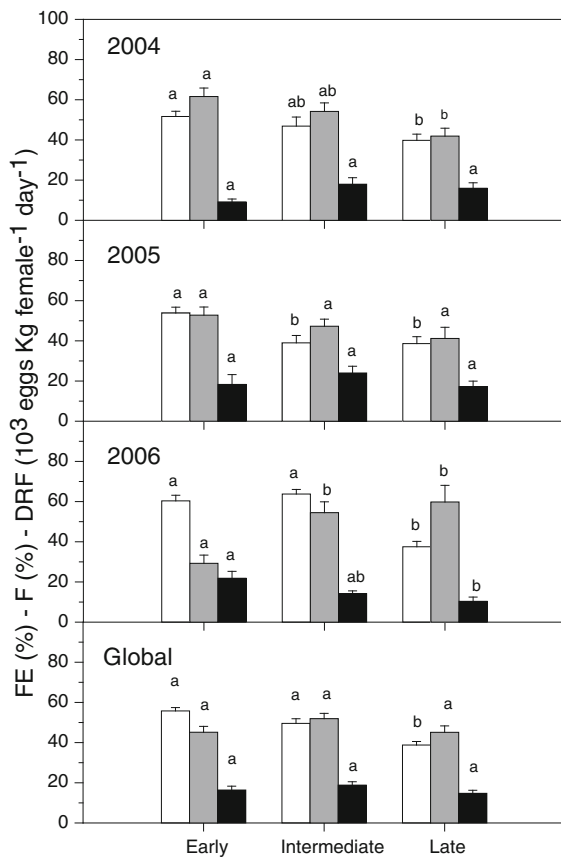 FE (%) - F (%) - DRF (10³ eggs Kg female⁻¹ day⁻¹)
100
2004
80
60
40
20
0
a a a
ab ab a
b b a
2005
80
60
40
20
0
a a a
b a a
b a a
2006
80
60
40
20
0
a a a
a b ab
b b b
Global
80
60
40
20
0
a a a
a a a
b a a
Early Intermediate Late